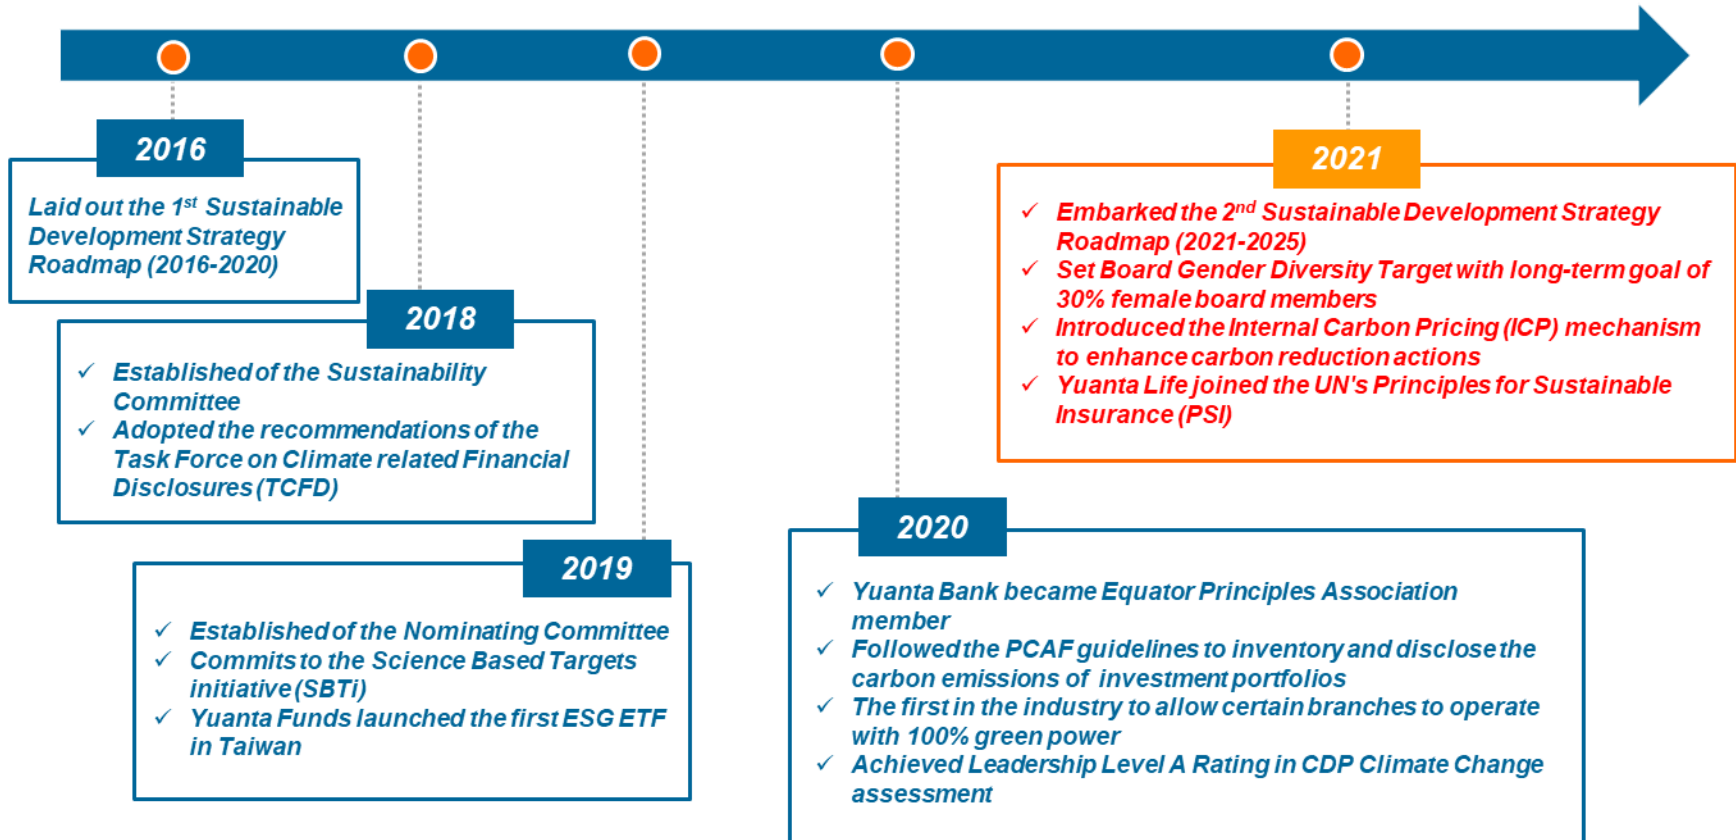 2016
Laid out the 1st Sustainable
Development Strategy
Roadmap (2016-2020)
2018
✓ Established of the Sustainability
Committee
✓ Adopted the recommendations of the
Task Force on Climate related Financial
Disclosures (TCFD)
2019
✓ Established of the Nominating Committee
✓ Commits to the Science Based Targets
initiative (SBTi)
✓ Yuanta Funds launched the first ESG ETF
in Taiwan
2020
✓ Yuanta Bank became Equator Principles Association
member
✓ Followed the PCAF guidelines to inventory and disclose the
carbon emissions of investment portfolios
✓ The first in the industry to allow certain branches to operate
with 100% green power
✓ Achieved Leadership Level A Rating in CDP Climate Change
assessment
2021
✓ Embarked the 2nd Sustainable Development Strategy
Roadmap (2021-2025)
✓ Set Board Gender Diversity Target with long-term goal of
30% female board members
✓ Introduced the Internal Carbon Pricing (ICP) mechanism
to enhance carbon reduction actions
✓ Yuanta Life joined the UN's Principles for Sustainable
Insurance (PSI)